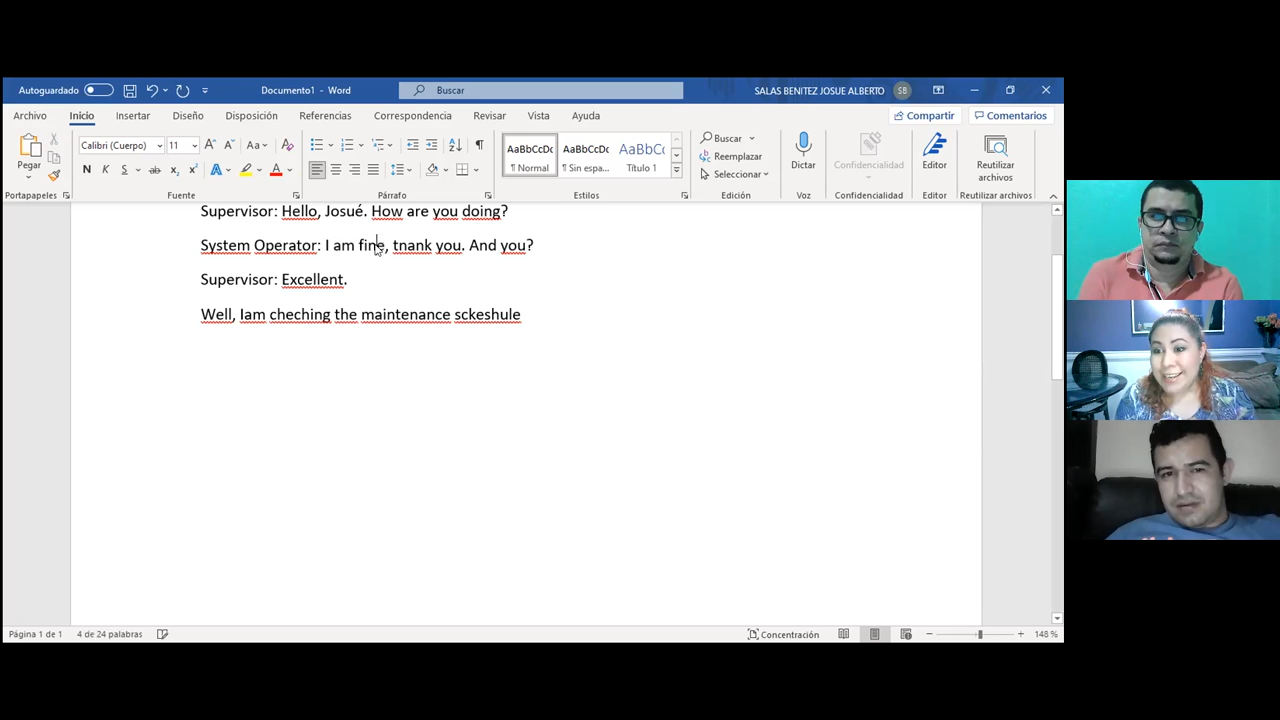 Autoguardado
Documento1 - Word
Buscar
SALAS BENITEZ JOSUE ALBERTO
SB
Archivo
Inicio
Insertar
Diseño
Disposición
Referencias
Correspondencia
Revisar
Vista
Ayuda
Compartir
Comentarios
Pegar
Calibri (Cuerpo)
11
A A Aa A
N K S ab x₂ x² A A
AaBbCcDc AaBbCcDc AaBbCc
¶ Normal
¶ Sin espa...
Título 1
Buscar
Reemplazar
Seleccionar
Dictar
Confidencialidad
Editor
Reutilizar
archivos
Portapapeles
Fuente
Párrafo
Estilos
Edición
Voz
Confidencialidad
Editor
Reutilizar archivos
Supervisor: Hello, Josué. How are you doing?
System Operator: I am fine, tnank you. And you?
Supervisor: Excellent.
Well, Iam cheching the maintenance sckeshule
Página 1 de 1
4 de 24 palabras
Concentración
148 %